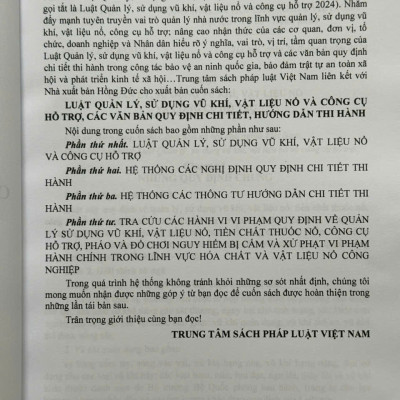 gọi tắt là Luật Quản lý, sử dụng vũ khí, vật liệu nổ và công cụ hỗ trợ 2024). Nhằm
đẩy mạnh tuyên truyền vai trò quản lý nhà nước trong lĩnh vực quản lý, sử dụng vũ
khí, vật liệu nổ, công cụ hỗ trợ; nâng cao nhận thức của các cơ quan, đơn vị, tổ
chức, doanh nghiệp và Nhân dân hiểu rõ ý nghĩa, vai trò, vị trí, tầm quan trọng của
Luật Quản lý, sử dụng vũ khí, vật liệu nổ và công cụ hỗ trợ và các văn bản quy định
chi tiết thi hành trong công tác bảo vệ an ninh quốc gia, bảo đảm trật tự an toàn xã
hội và phát triển kinh tế xã hội…Trung tâm sách pháp luật Việt Nam liên kết với
Nhà xuất bản Hồng Đức cho xuất bản cuốn sách:
LUẬT QUẢN LÝ, SỬ DỤNG VŨ KHÍ, VẬT LIỆU NỔ VÀ CÔNG CỤ
HỖ TRỢ, CÁC VĂN BẢN QUY ĐỊNH CHI TIẾT, HƯỚNG DẪN THI HÀNH
Nội dung trong cuốn sách bao gồm những phần như sau:
Phần thứ nhất. LUẬT QUẢN LÝ, SỬ DỤNG VŨ KHÍ, VẬT LIỆU NỔ
VÀ CÔNG CỤ HỖ TRỢ
Phần thứ hai. HỆ THỐNG CÁC NGHỊ ĐỊNH QUY ĐỊNH CHI TIẾT THI
HÀNH
Phần thứ ba. HỆ THỐNG CÁC THÔNG TƯ HƯỚNG DẪN CHI TIẾT THI
HÀNH
Phần thứ tư. TRA CỨU CÁC HÀNH VI VI PHẠM QUY ĐỊNH VỀ QUẢN
LÝ SỬ DỤNG VŨ KHÍ, VẬT LIỆU NỔ, TIỀN CHẤT THUỐC NỔ, CÔNG CỤ
HỖ TRỢ, PHÁO VÀ ĐỒ CHƠI NGUY HIỂM BỊ CẤM VÀ XỬ PHẠT VI PHẠM
HÀNH CHÍNH TRONG LĨNH VỰC HÓA CHẤT VÀ VẬT LIỆU NỔ CÔNG
NGHIỆP
Trong quá trình hệ thống không tránh khỏi những sơ sót nhất định, chúng tôi
mong muốn nhận được những góp ý từ bạn đọc để cuốn sách được hoàn thiện trong
những lần tái bản sau.
Trân trọng giới thiệu cùng bạn đọc!
TRUNG TÂM SÁCH PHÁP LUẬT VIỆT NAM